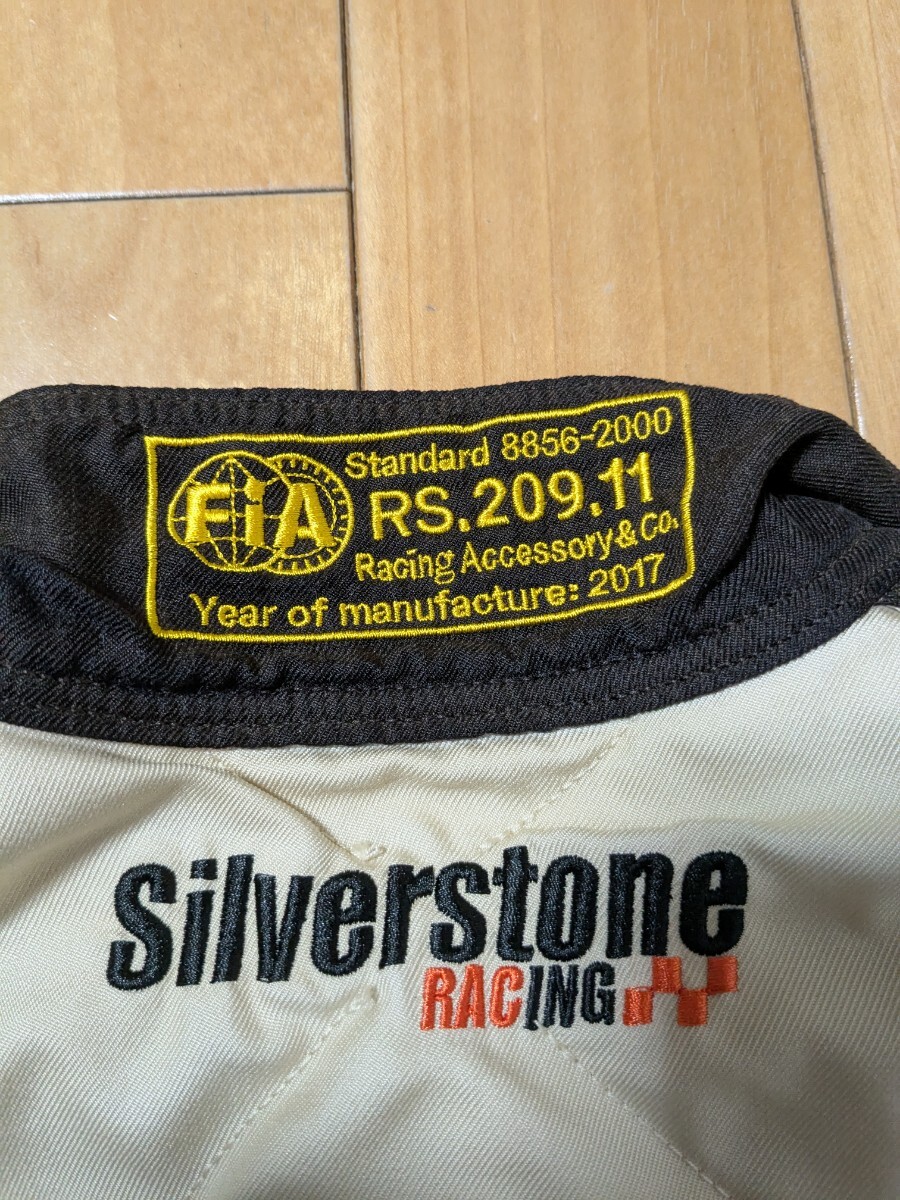 FiA
Standard 8856-2000
RS.209.11
Racing Accessory&Co.
Year of manufacture: 2017
Silverstone
RACING